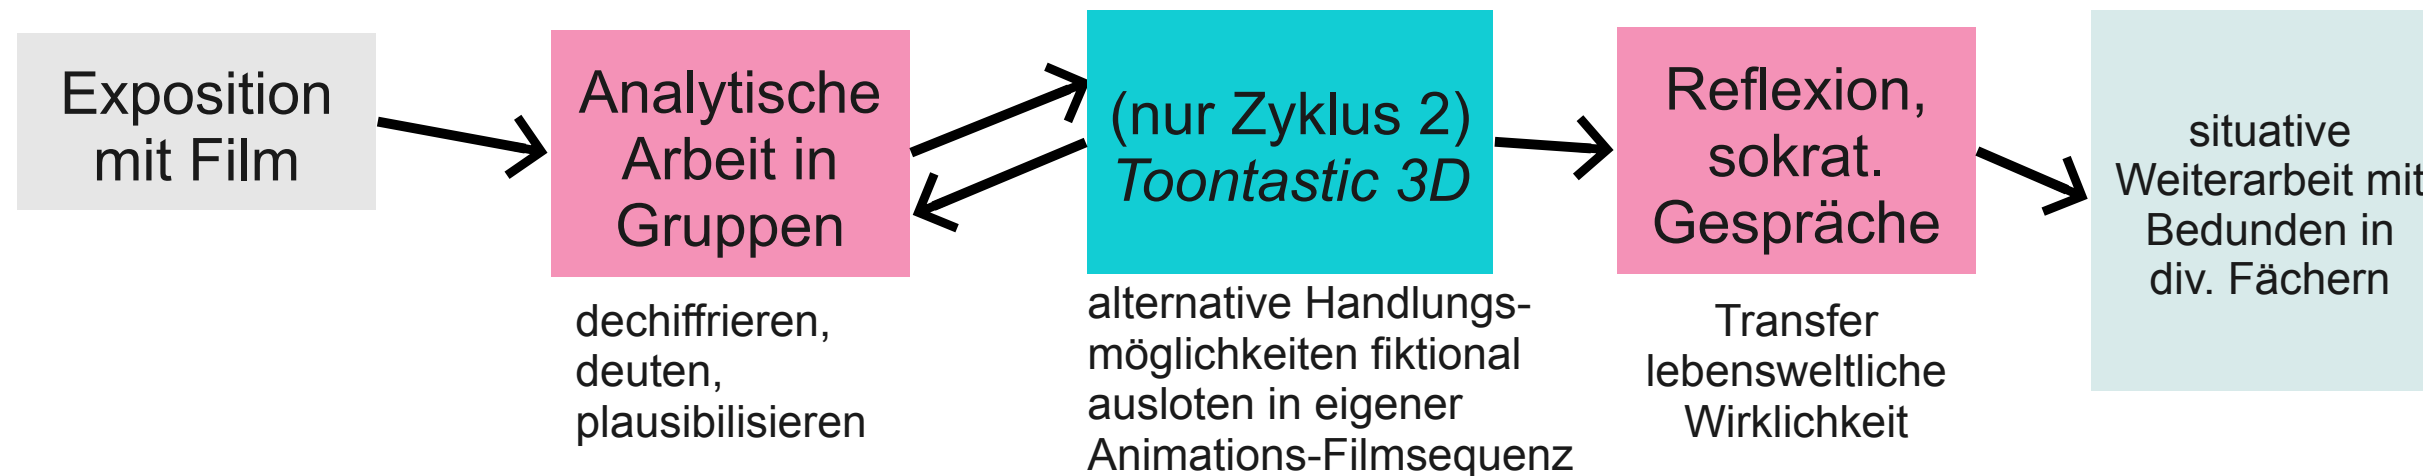 Exposition
mit Film
Analytische
Arbeit in
Gruppen
dechiffrieren,
deuten,
plausibilisieren
(nur Zyklus 2)
Toontastic 3D
alternative Handlungs-
möglichkeiten fiktional
ausloten in eigener
Animations-Filmsequenz
Reflexion,
sokrat.
Gespräche
Transfer
lebensweltliche
Wirklichkeit
situative
Weiterarbeit mit
Bedunden in
div. Fächern